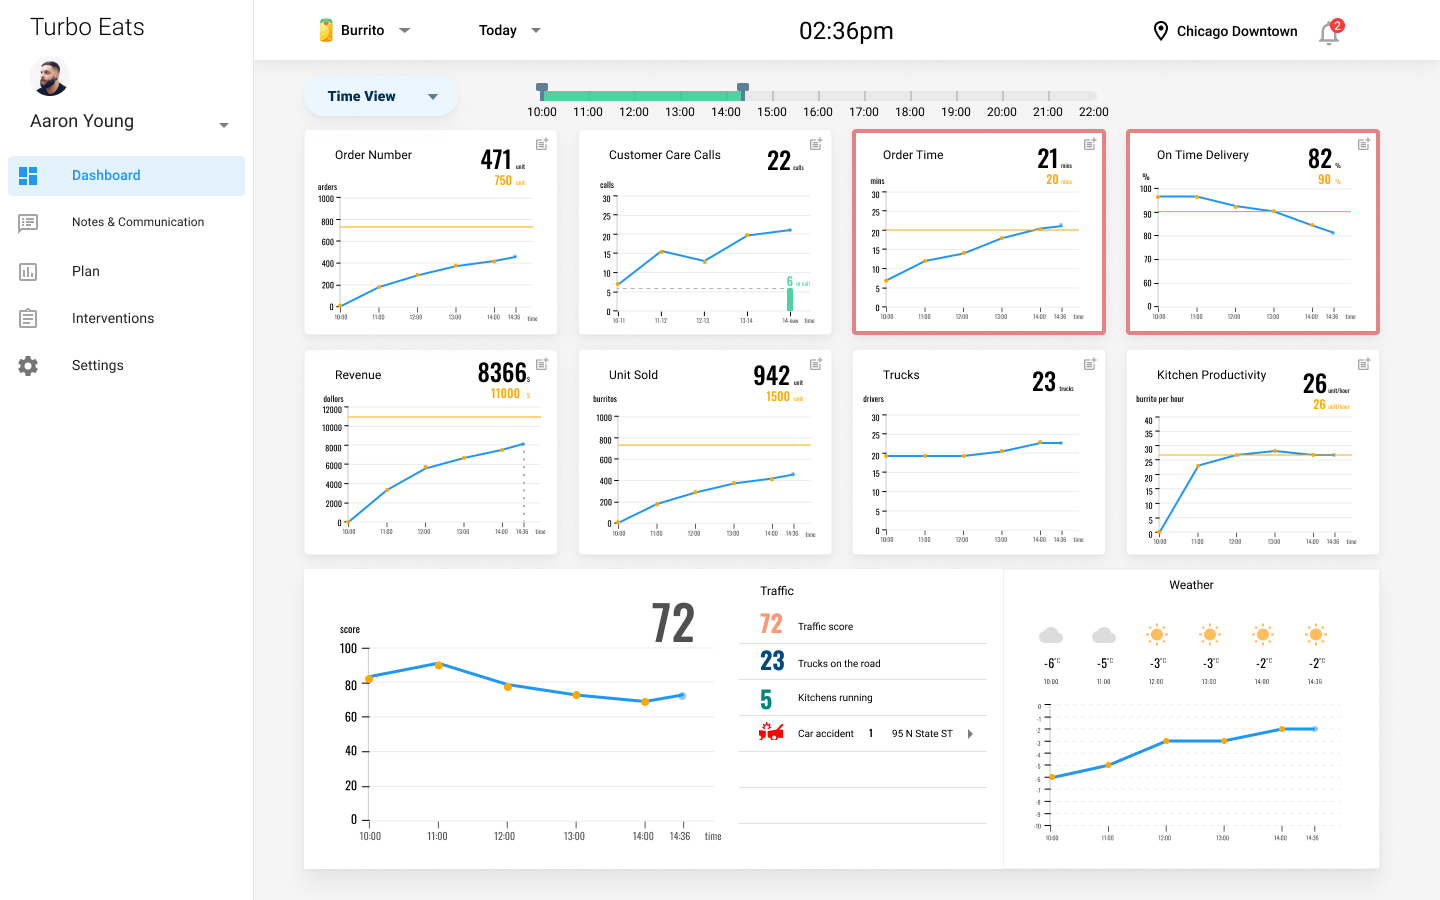 Turbo Eats
Aaron Young
Dashboard
Notes & Communication
Plan
Interventions
Settings
Burrito
Today
02:36pm
Chicago Downtown
2
Time View
10:00 11:00 12:00 13:00 14:00 15:00 16:00 17:00 18:00 19:00 20:00 21:00 22:00
Order Number
471 unit
750 unit
orders
1000
800
600
400
200
0
10:00 11:00 12:00 13:00 14:00 14:36 time
Customer Care Calls
22 calls
calls
30
25
20
15
10
5
0
6 in call
10-11 11-12 12-13 13-14 14-now time
Order Time
21 mins
20 mins
mins
30
25
20
15
10
5
0
10:00 11:00 12:00 13:00 14:00 14:36 time
On Time Delivery
82 %
90 %
%
100
90
80
70
60
0
10:00 11:00 12:00 13:00 14:00 14:36 time
Revenue
8366 $
11000 $
dollors
12000
10000
8000
6000
4000
2000
0
10:00 11:00 12:00 13:00 14:00 14:36 time
Unit Sold
942 unit
1500 unit
burritos
1000
800
600
400
200
0
10:00 11:00 12:00 13:00 14:00 14:36 time
Trucks
23 trucks
drivers
30
25
20
15
10
5
0
10:00 11:00 12:00 13:00 14:00 14:36 time
Kitchen Productivity
26 unit/hour
26 unit/hour
burrito per hour
40
35
30
25
20
15
10
5
0
10:00 11:00 12:00 13:00 14:00 14:36 time
72
score
100
80
60
40
20
0
10:00 11:00 12:00 13:00 14:00 14:36 time
Traffic
72 Traffic score
23 Trucks on the road
5 Kitchens running
Car accident 1 95 N State ST
Weather
-6°C -5°C -3°C -3°C -2°C -2°C
10:00 11:00 12:00 13:00 14:00 14:36
0
-1
-2
-3
-4
-5
-6
-7
-8
-9
-10
10:00 11:00 12:00 13:00 14:00 14:36